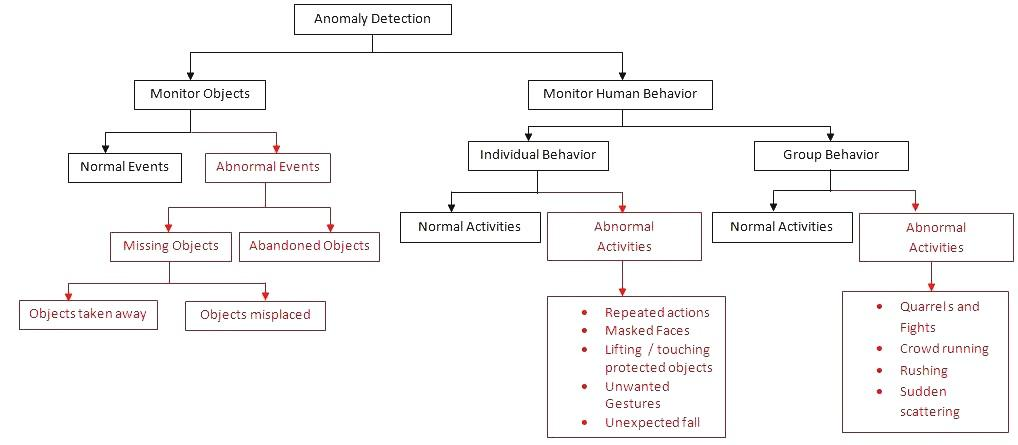 Anomaly Detection
Monitor Objects
Monitor Human Behavior
Normal Events
Abnormal Events
Individual Behavior
Group Behavior
Missing Objects
Abandoned Objects
Normal Activities
Abnormal
Activities
Normal Activities
Abnormal
Activities
Objects taken away
Objects misplaced
• Repeated actions
• Masked Faces
• Lifting / touching
protected objects
• Unwanted
Gestures
• Unexpected fall
• Quarrels and
Fights
• Crowd running
• Rushing
• Sudden
scattering